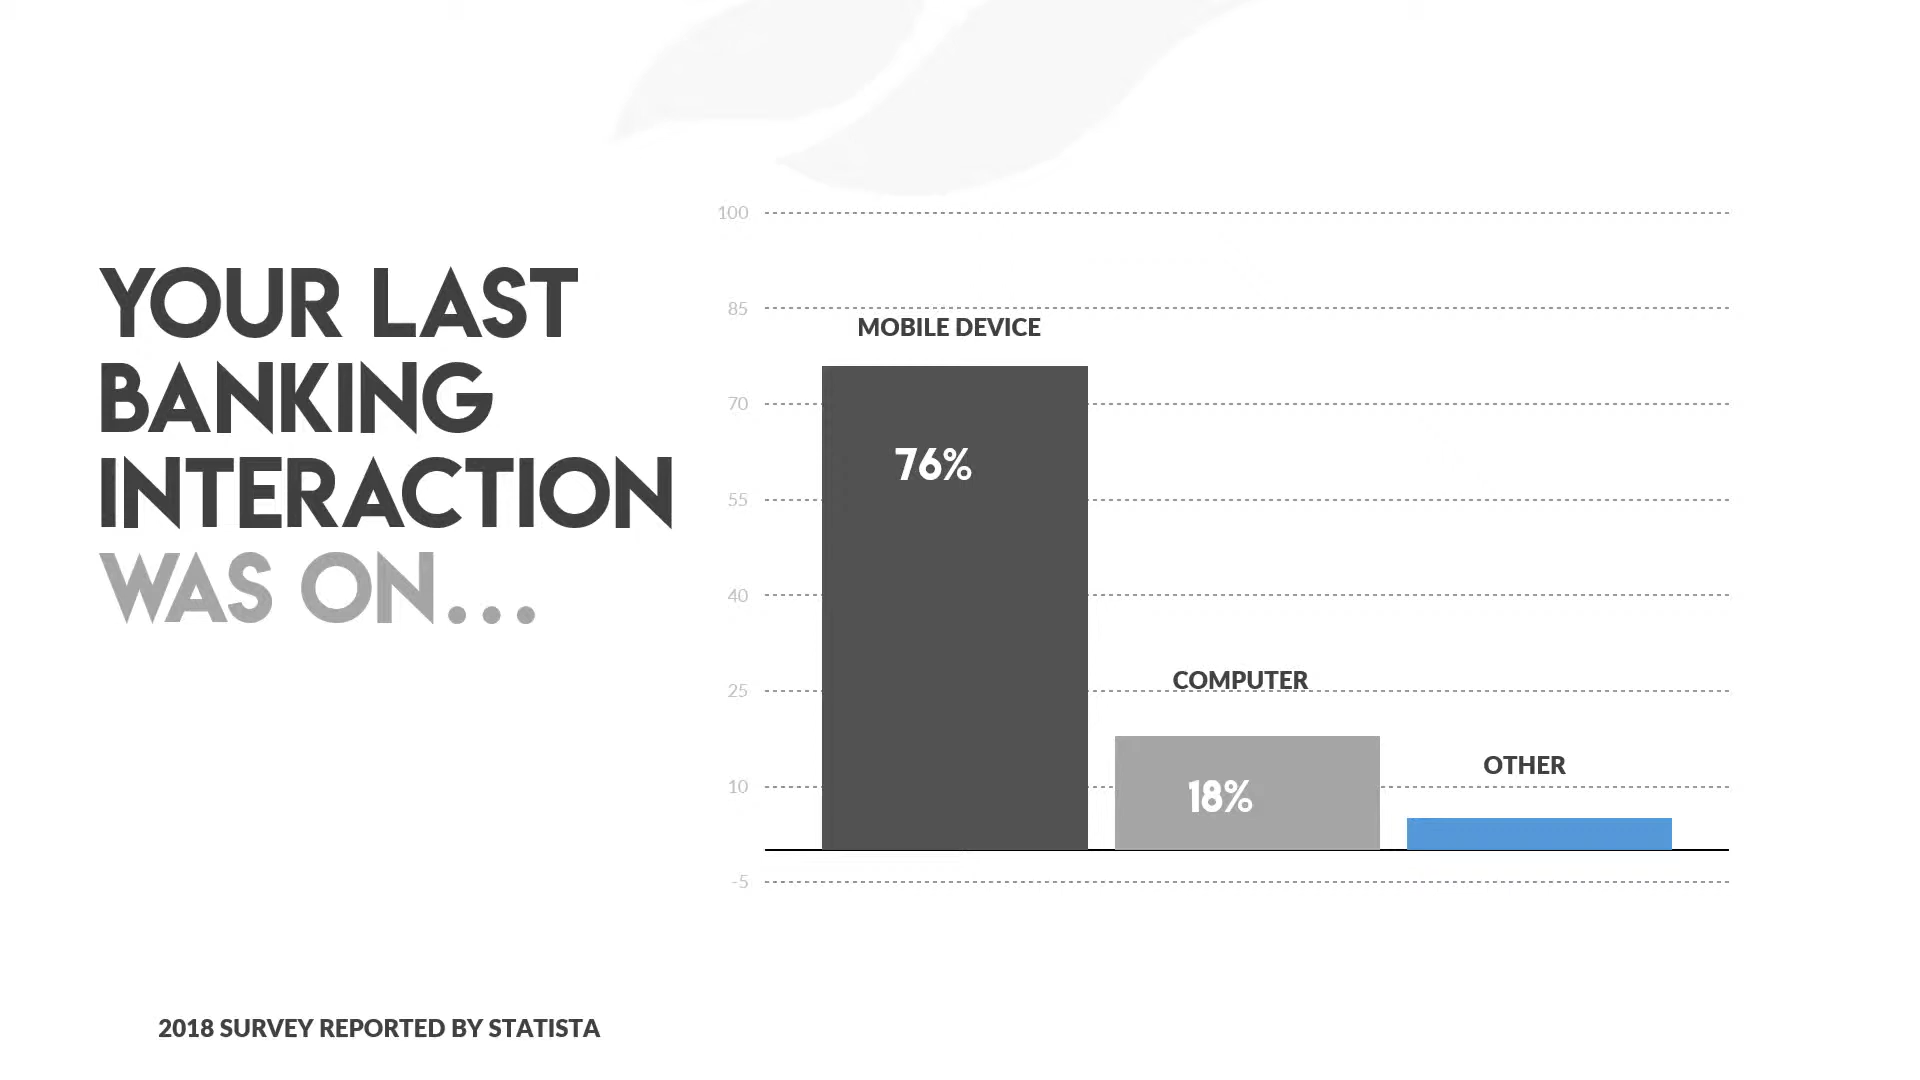 YOUR LAST
BANKING
INTERACTION
WAS ON...
100
85
MOBILE DEVICE
70
76%
55
40
COMPUTER
25
OTHER
10
18%
-5
2018 SURVEY REPORTED BY STATISTA